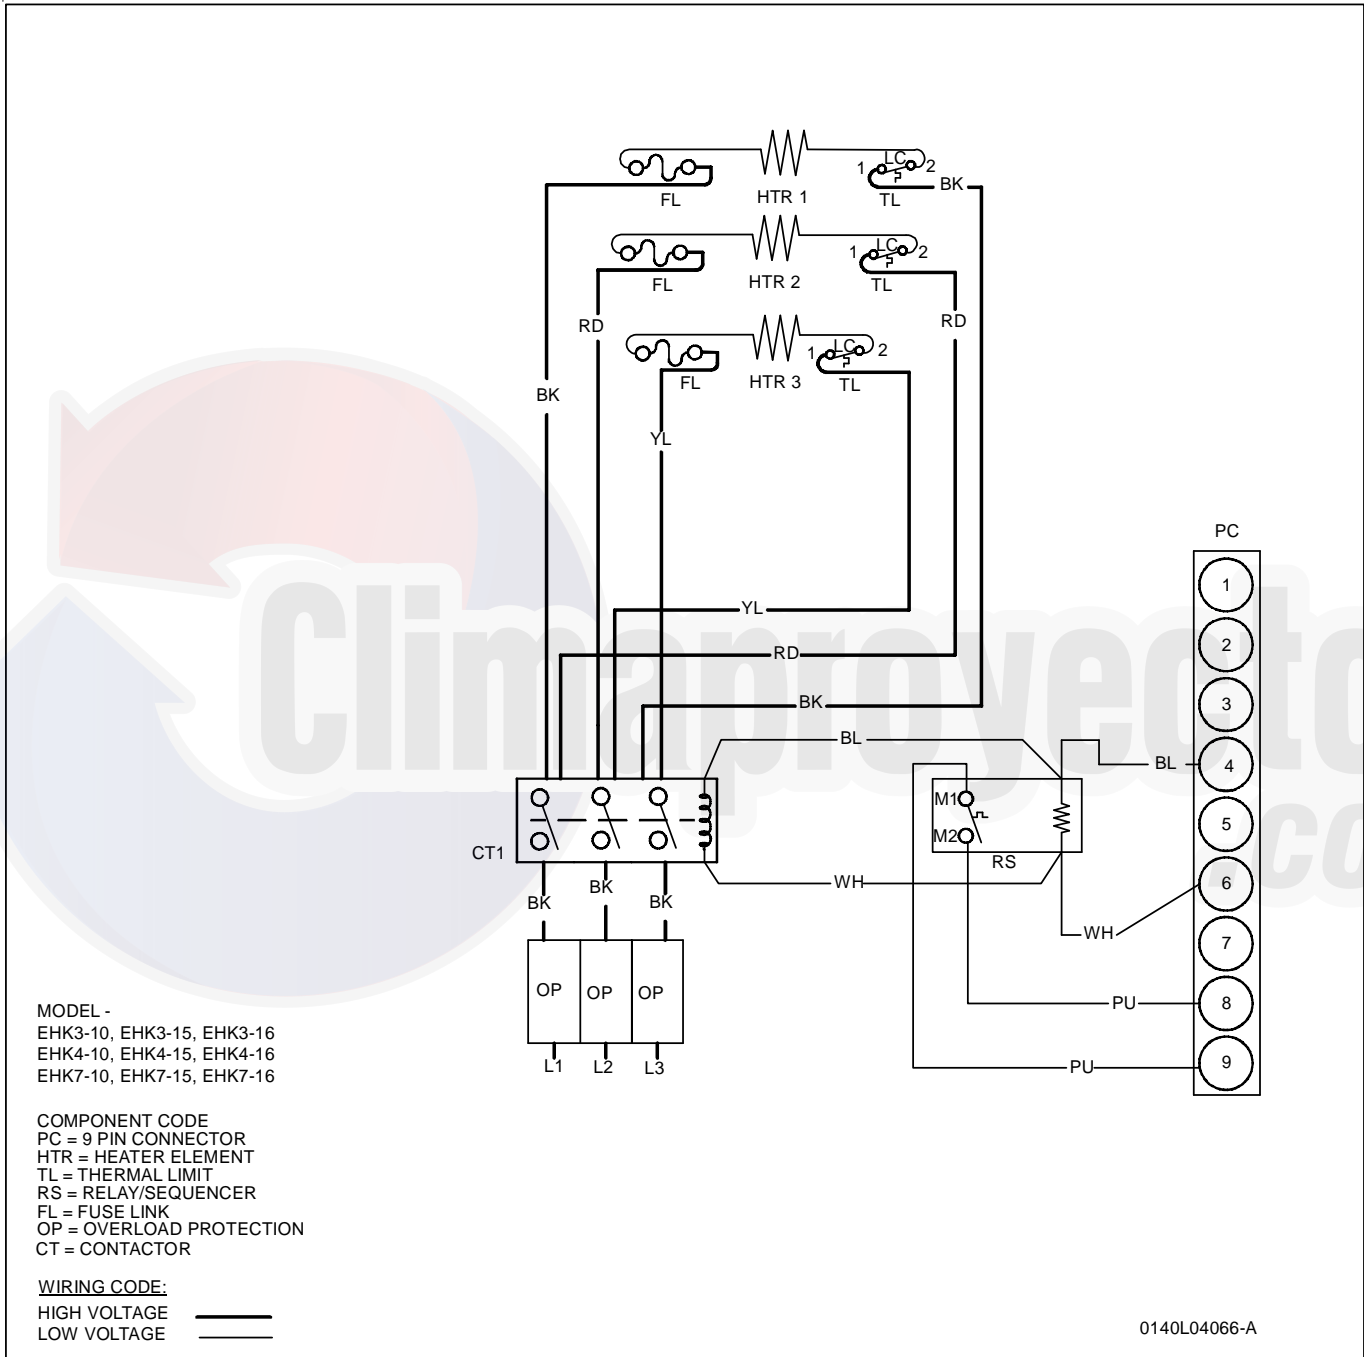 1 LC 2
FL HTR 1 TL BK
1 LC 2
FL HTR 2 TL
RD RD
1 LC 2
FL HTR 3 TL
BK
YL
PC
1
2
3
4
5
6
7
8
9
YL
RD
BK
BL
BL
M1
M2
RS
CT1
WH
WH
BK BK BK
PU
PU
OP OP OP
L1 L2 L3
Climaproyecto
.co
MODEL -
EHK3-10, EHK3-15, EHK3-16
EHK4-10, EHK4-15, EHK4-16
EHK7-10, EHK7-15, EHK7-16
COMPONENT CODE
PC = 9 PIN CONNECTOR
HTR = HEATER ELEMENT
TL = THERMAL LIMIT
RS = RELAY/SEQUENCER
FL = FUSE LINK
OP = OVERLOAD PROTECTION
CT = CONTACTOR
WIRING CODE:
HIGH VOLTAGE
LOW VOLTAGE
0140L04066-A